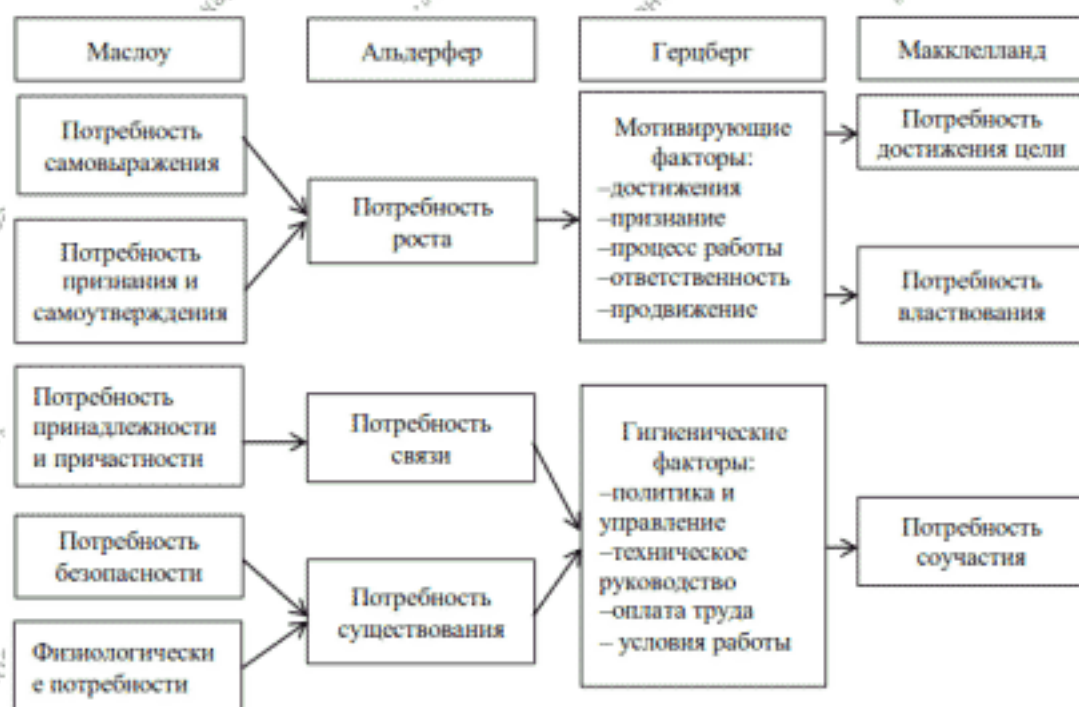 Маслоу
Альдерфер
Герцберг
Макклелланд
Потребность
самовыражения
Потребность
признания и
самоутверждения
Потребность
принадлежности
и причастности
Потребность
безопасности
Физиологически
е потребности
Потребность
роста
Потребность
связи
Потребность
существования
Мотивирующие
факторы:
–достижения
–признание
–процесс работы
–ответственность
–продвижение
Гигиенические
факторы:
–политика и
управление
–техническое
руководство
–оплата труда
– условия работы
Потребность
достижения цели
Потребность
властвования
Потребность
соучастия